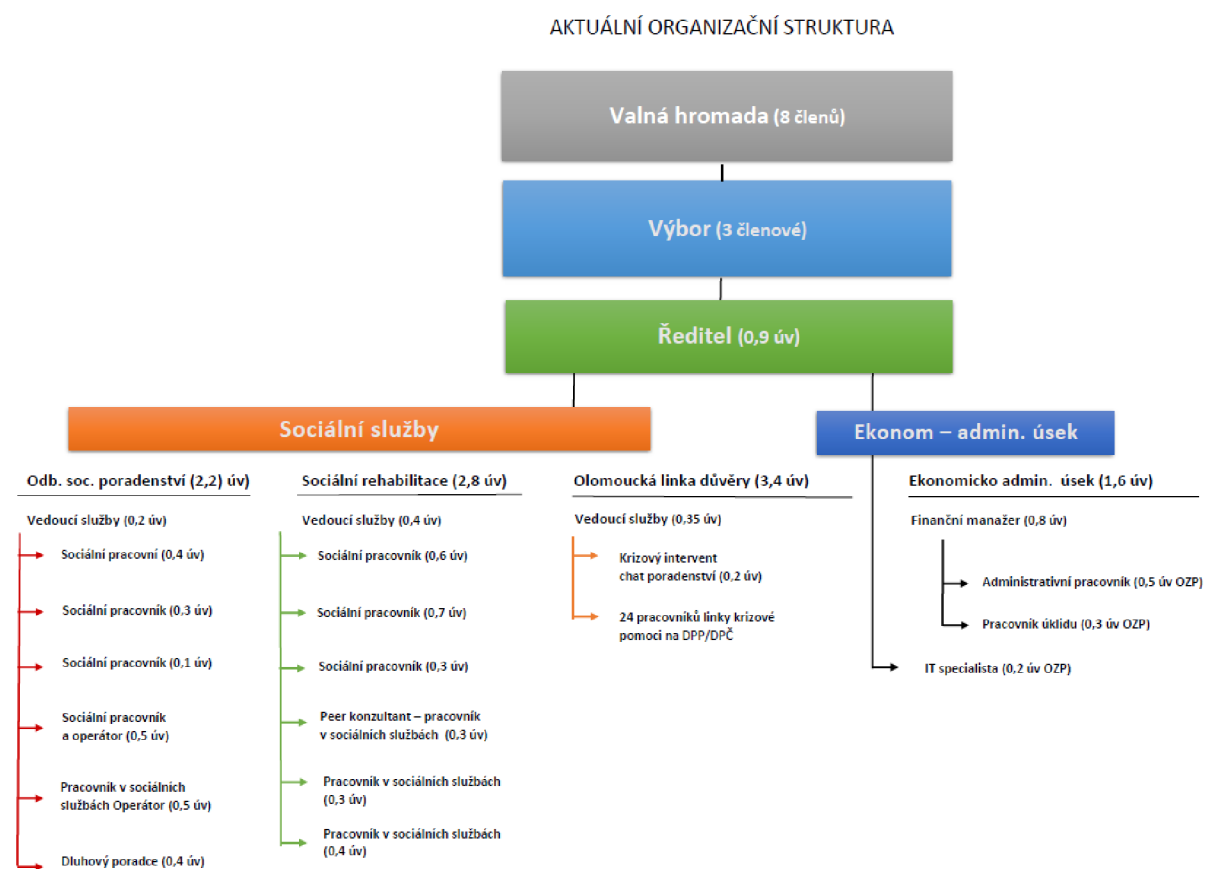 AKTUÁLNÍ ORGANIZAČNÍ STRUKTURA
Valná hromada (8 členů)
Výbor (3 členové)
Ředitel (0,9 úv)
Sociální služby
Ekonom – admin. úsek
Odb. soc. poradenství (2,2) úv)
Vedoucí služby (0,2 úv)
Sociální pracovní (0,4 úv)
Sociální pracovník (0,3 úv)
Sociální pracovník (0,1 úv)
Sociální pracovník
a operátor (0,5 úv)
Pracovník v sociálních
službách Operátor (0,5 úv)
Dluhový poradce (0,4 úv)
Sociální rehabilitace (2,8 úv)
Vedoucí služby (0,4 úv)
Sociální pracovník (0,6 úv)
Sociální pracovník (0,7 úv)
Sociální pracovník (0,3 úv)
Peer konzultant – pracovník
v sociálních službách (0,3 úv)
Pracovník v sociálních službách
(0,3 úv)
Pracovník v sociálních službách
(0,4 úv)
Olomoucká linka důvěry (3,4 úv)
Vedoucí služby (0,35 úv)
Krizový intervent
chat poradenství (0,2 úv)
24 pracovníků linky krizové
pomoci na DPP/DPČ
Ekonomicko admin. úsek (1,6 úv)
Finanční manažer (0,8 úv)
Administrativní pracovník (0,5 úv OZP)
Pracovník úklidu (0,3 úv OZP)
IT specialista (0,2 úv OZP)